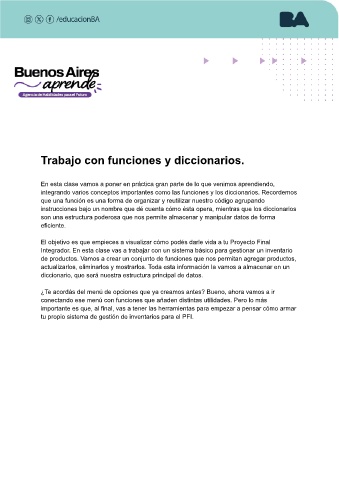 /educacionBA
BA
Buenos Aires
aprende
Agencia de Habilidades para el Futuro
Trabajo con funciones y diccionarios.
En esta clase vamos a poner en práctica gran parte de lo que venimos aprendiendo,
integrando varios conceptos importantes como las funciones y los diccionarios. Recordemos
que una función es una forma de organizar y reutilizar nuestro código agrupando
instrucciones bajo un nombre que dé cuenta cómo ésta opera, mientras que los diccionarios
son una estructura poderosa que nos permite almacenar y manipular datos de forma
eficiente.
El objetivo es que empieces a visualizar cómo podés darle vida a tu Proyecto Final
Integrador. En esta clase vas a trabajar con un sistema básico para gestionar un inventario
de productos. Vamos a crear un conjunto de funciones que nos permitan agregar productos,
actualizarlos, eliminarlos y mostrarlos. Toda esta información la vamos a almacenar en un
diccionario, que será nuestra estructura principal de datos.
¿Te acordás del menú de opciones que ya creamos antes? Bueno, ahora vamos a ir
conectando ese menú con funciones que añaden distintas utilidades. Pero lo más
importante es que, al final, vas a tener las herramientas para empezar a pensar cómo armar
tu propio sistema de gestión de inventarios para el PFI.